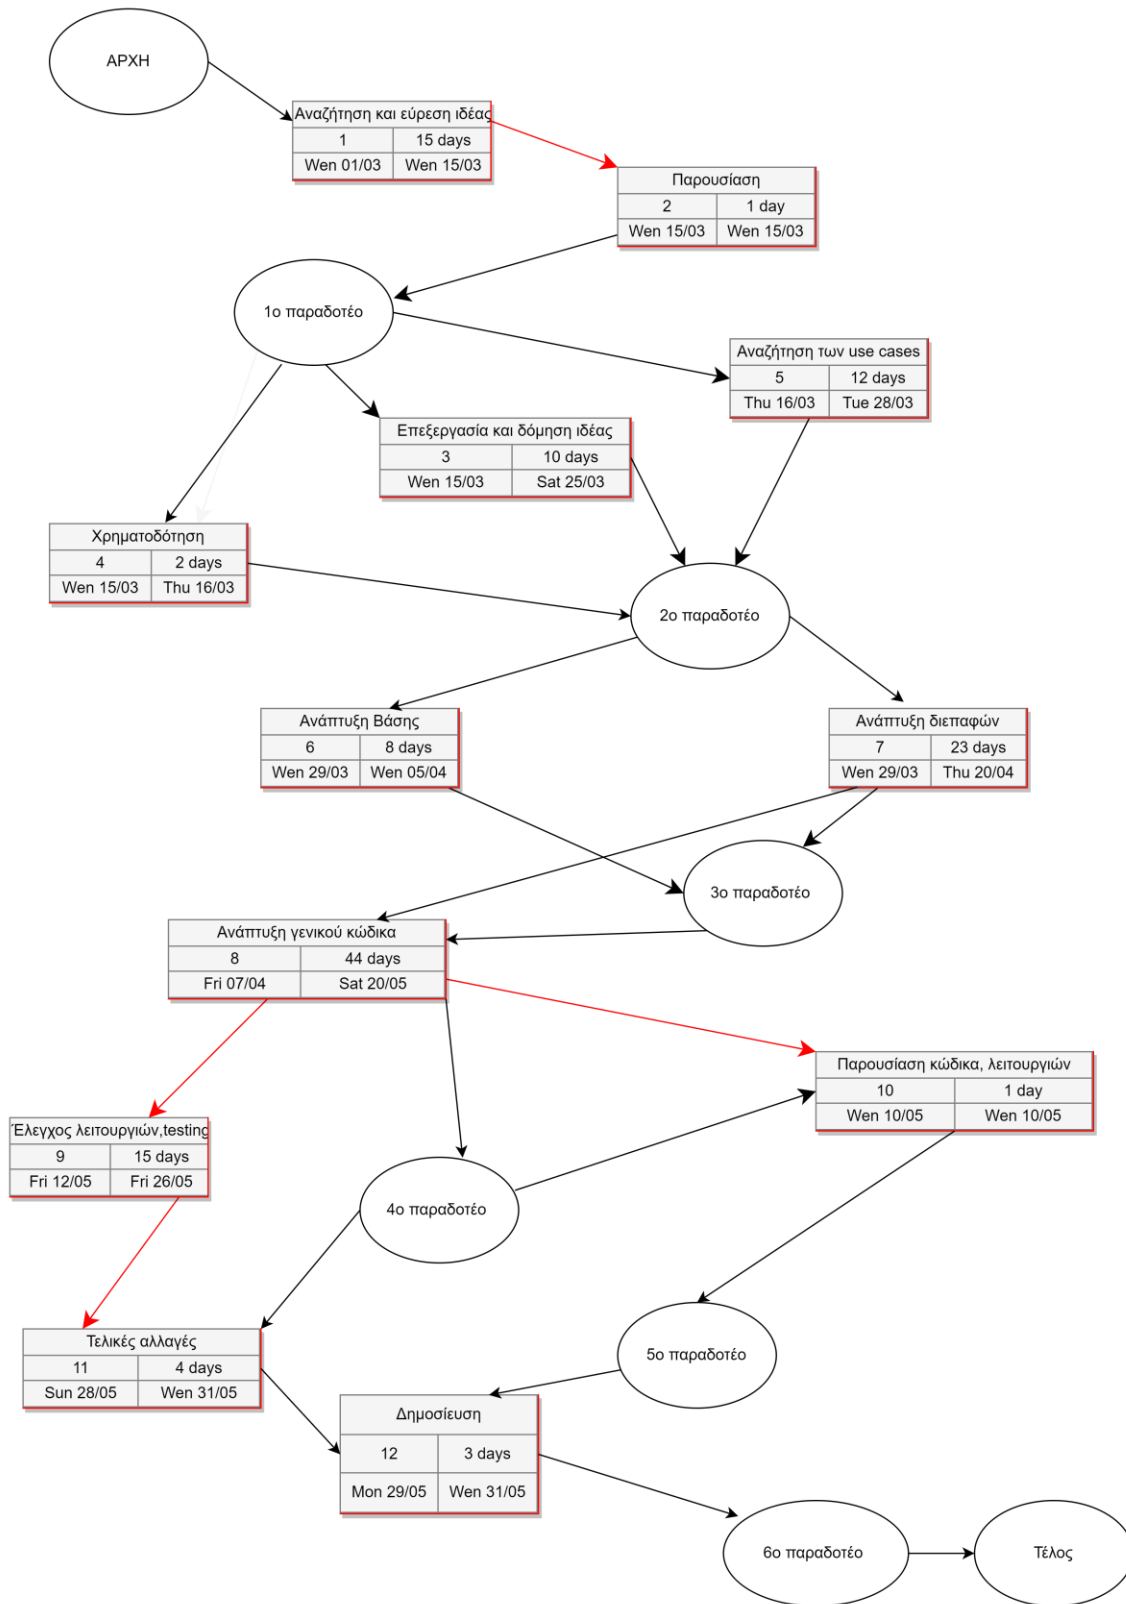 ΑΡΧΗ
Αναζήτηση και εύρεση ιδέας
1 15 days
Wen 01/03 Wen 15/03
Παρουσίαση
2 1 day
Wen 15/03 Wen 15/03
1ο παραδοτέο
Αναζήτηση των use cases
5 12 days
Thu 16/03 Tue 28/03
Επεξεργασία και δόμηση ιδέας
3 10 days
Wen 15/03 Sat 25/03
Χρηματοδότηση
4 2 days
Wen 15/03 Thu 16/03
2ο παραδοτέο
Ανάπτυξη Βάσης
6 8 days
Wen 29/03 Wen 05/04
Ανάπτυξη διεπαφών
7 23 days
Wen 29/03 Thu 20/04
3ο παραδοτέο
Ανάπτυξη γενικού κώδικα
8 44 days
Fri 07/04 Sat 20/05
Παρουσίαση κώδικα, λειτουργιών
10 1 day
Wen 10/05 Wen 10/05
Έλεγχος λειτουργιών,testing
9 15 days
Fri 12/05 Fri 26/05
4ο παραδοτέο
Τελικές αλλαγές
11 4 days
Sun 28/05 Wen 31/05
5ο παραδοτέο
Δημοσίευση
12 3 days
Mon 29/05 Wen 31/05
6ο παραδοτέο
Τέλος